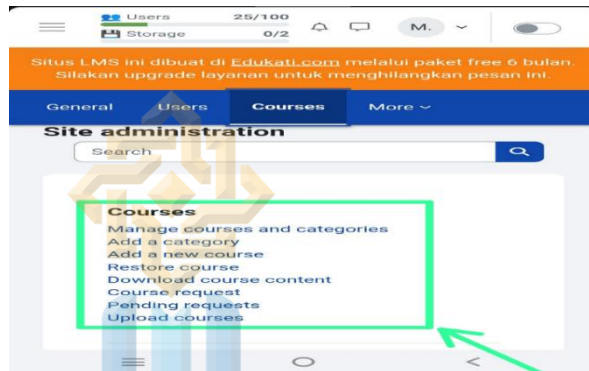 Users 25/100
Storage 0/2
M.
Situs LMS ini dibuat di Edukati.com melalui paket free 6 bulan.
Silakan upgrade layanan untuk menghilangkan pesan ini.
General Users Courses More
Site administration
Search
Courses
Manage courses and categories
Add a category
Add a new course
Restore course
Download course content
Course request
Pending requests
Upload courses